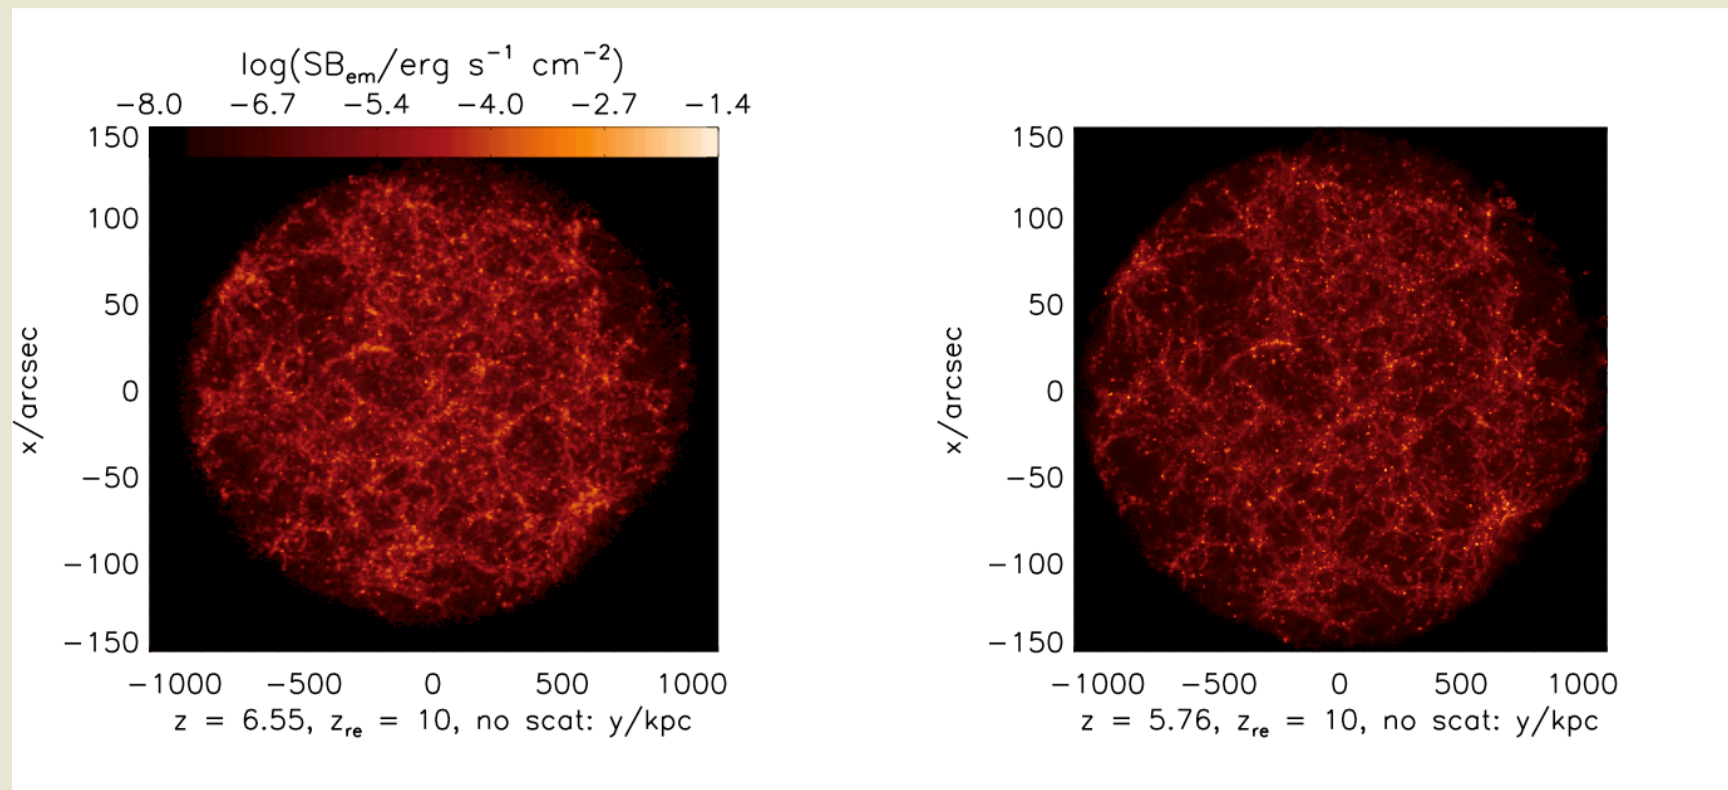 log(SBem/erg s⁻¹ cm⁻²)
−8.0 −6.7 −5.4 −4.0 −2.7 −1.4
150
100
50
0
−50
−100
−150
x/arcsec
−1000 −500 0 500 1000
z = 6.55, zre = 10, no scat: y/kpc
150
100
50
0
−50
−100
−150
x/arcsec
−1000 −500 0 500 1000
z = 5.76, zre = 10, no scat: y/kpc